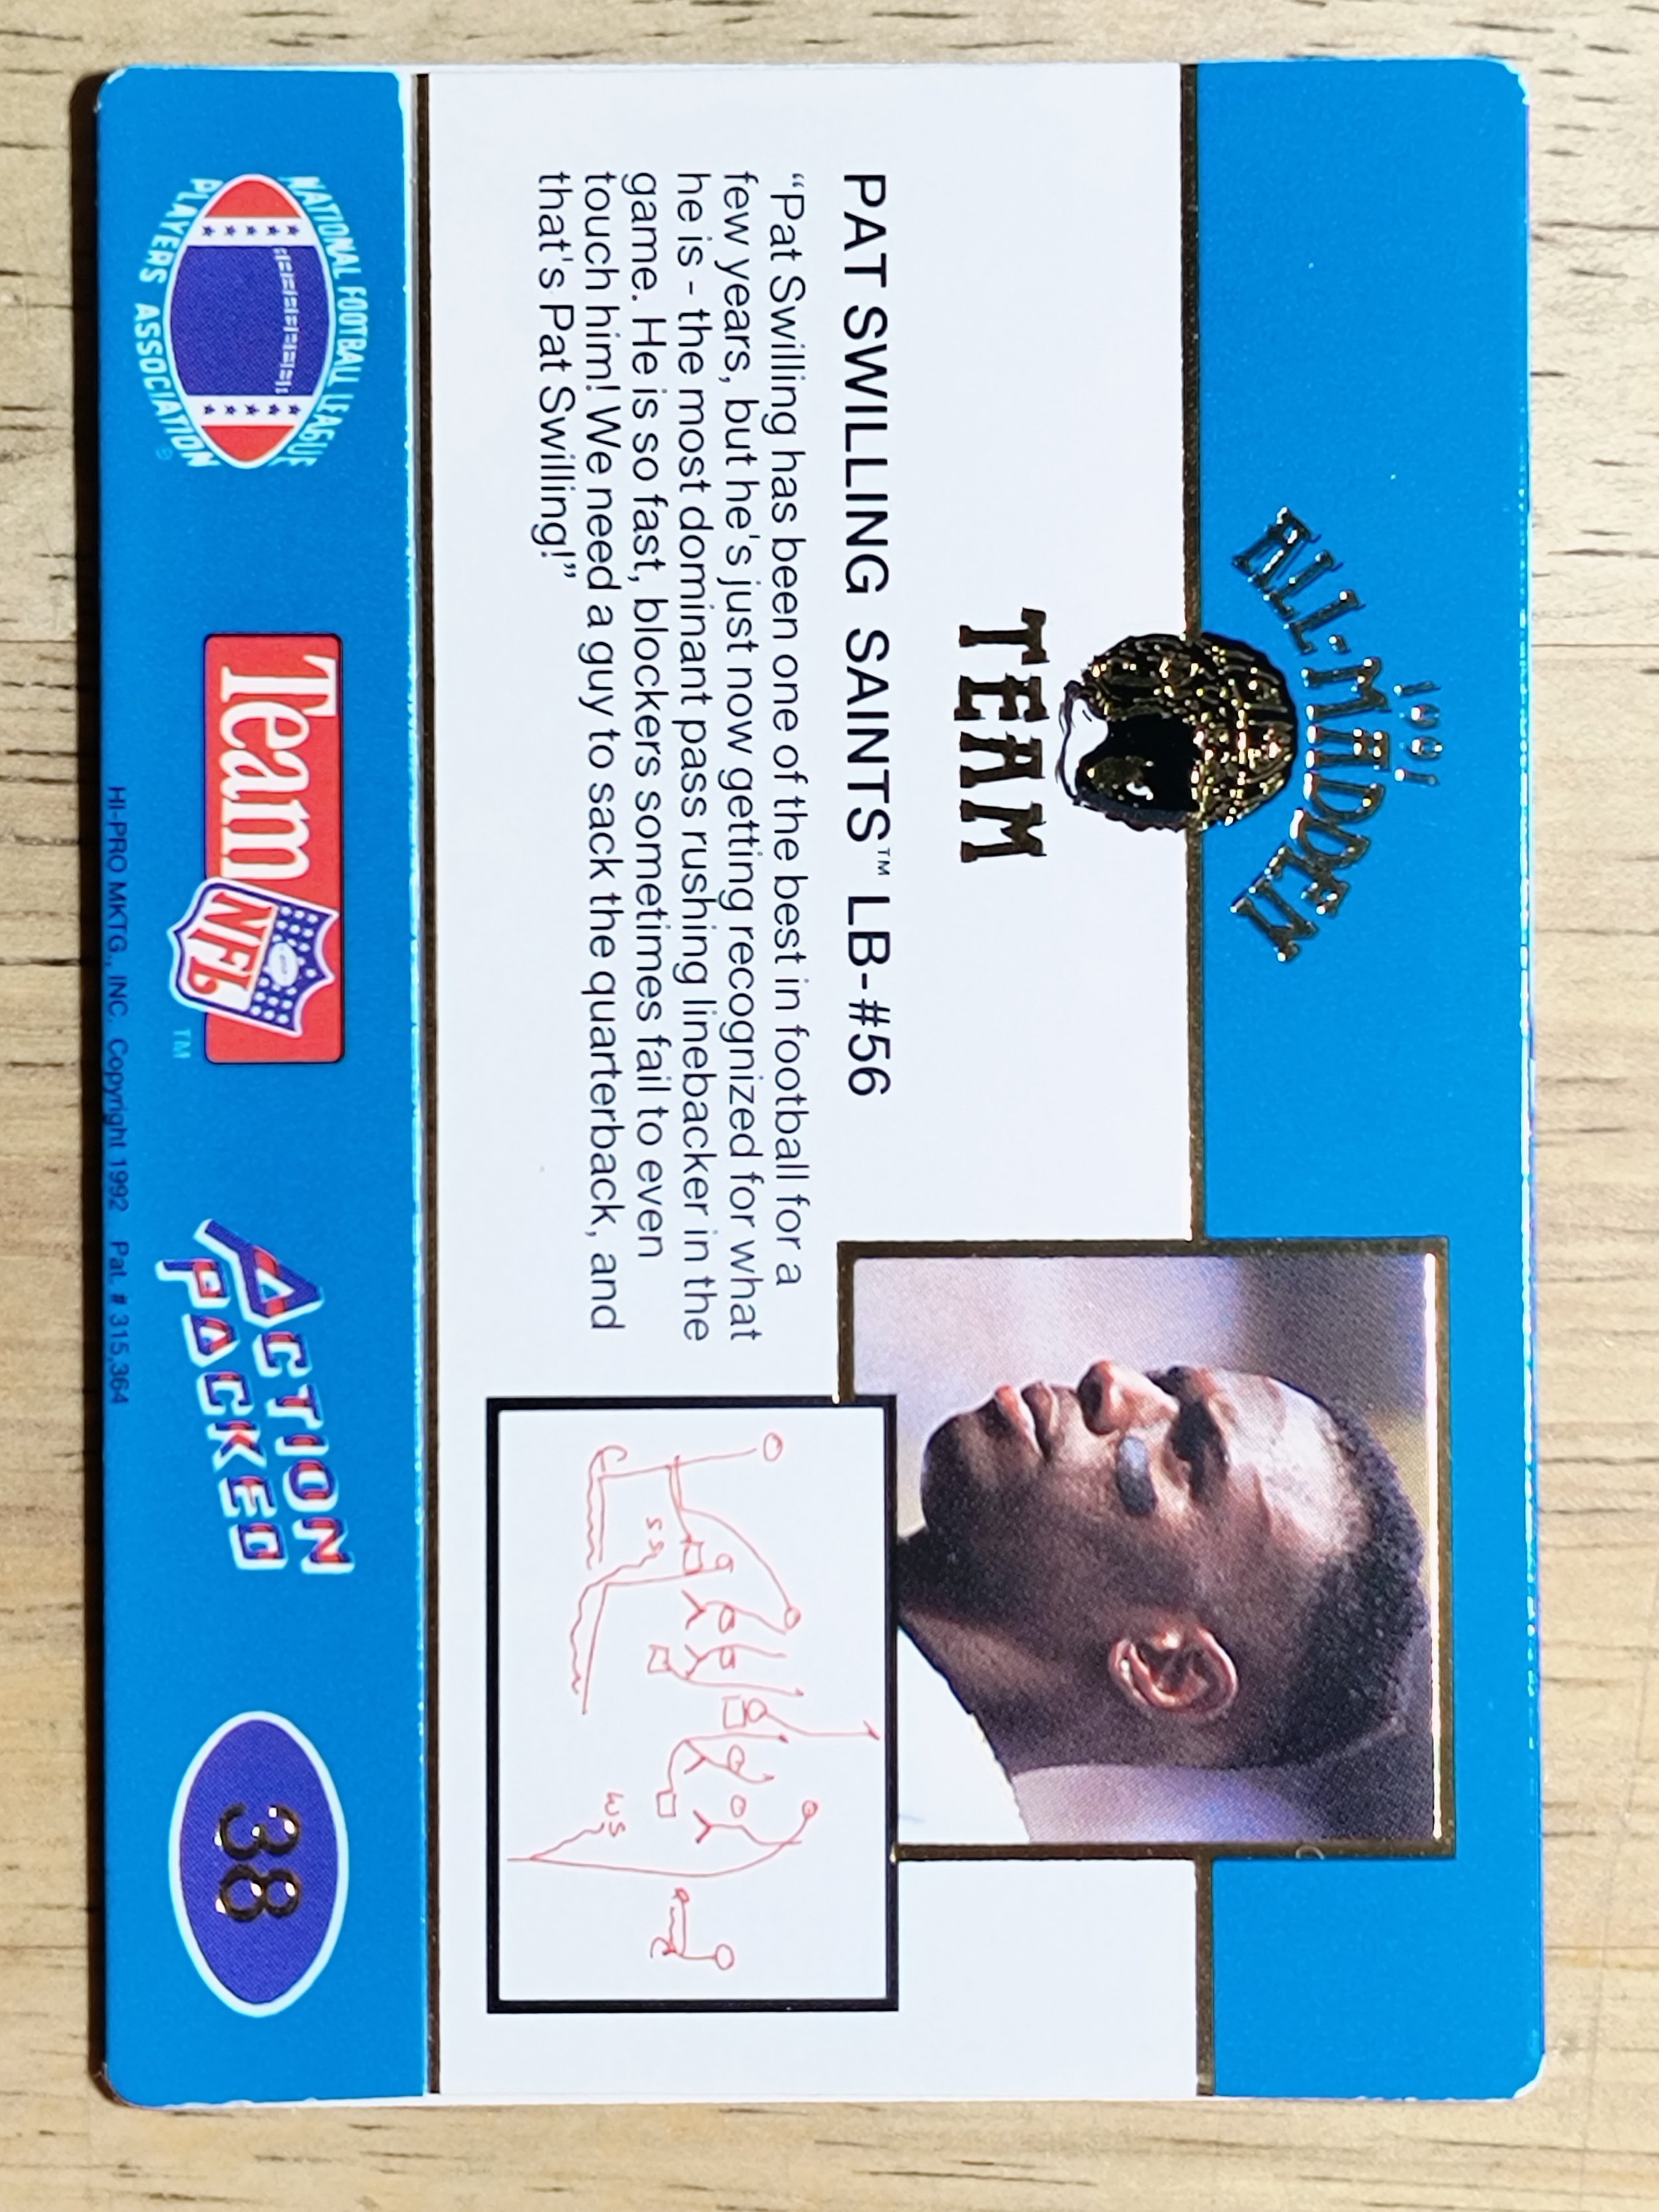 1991
ALL-MADDEN
TEAM
PAT SWILLING SAINTS™ LB-#56
“Pat Swilling has been one of the best in football for a
few years, but he's just now getting recognized for what
he is - the most dominant pass rushing linebacker in the
game. He is so fast, blockers sometimes fail to even
touch him! We need a guy to sack the quarterback, and
that's Pat Swilling!”
SS
WS
NATIONAL FOOTBALL LEAGUE
PLAYERS ASSOCIATION
Team NFL™
ACTION
PACKED
38
HI-PRO MKTG., INC. Copyright 1992 Pat. # 315,364